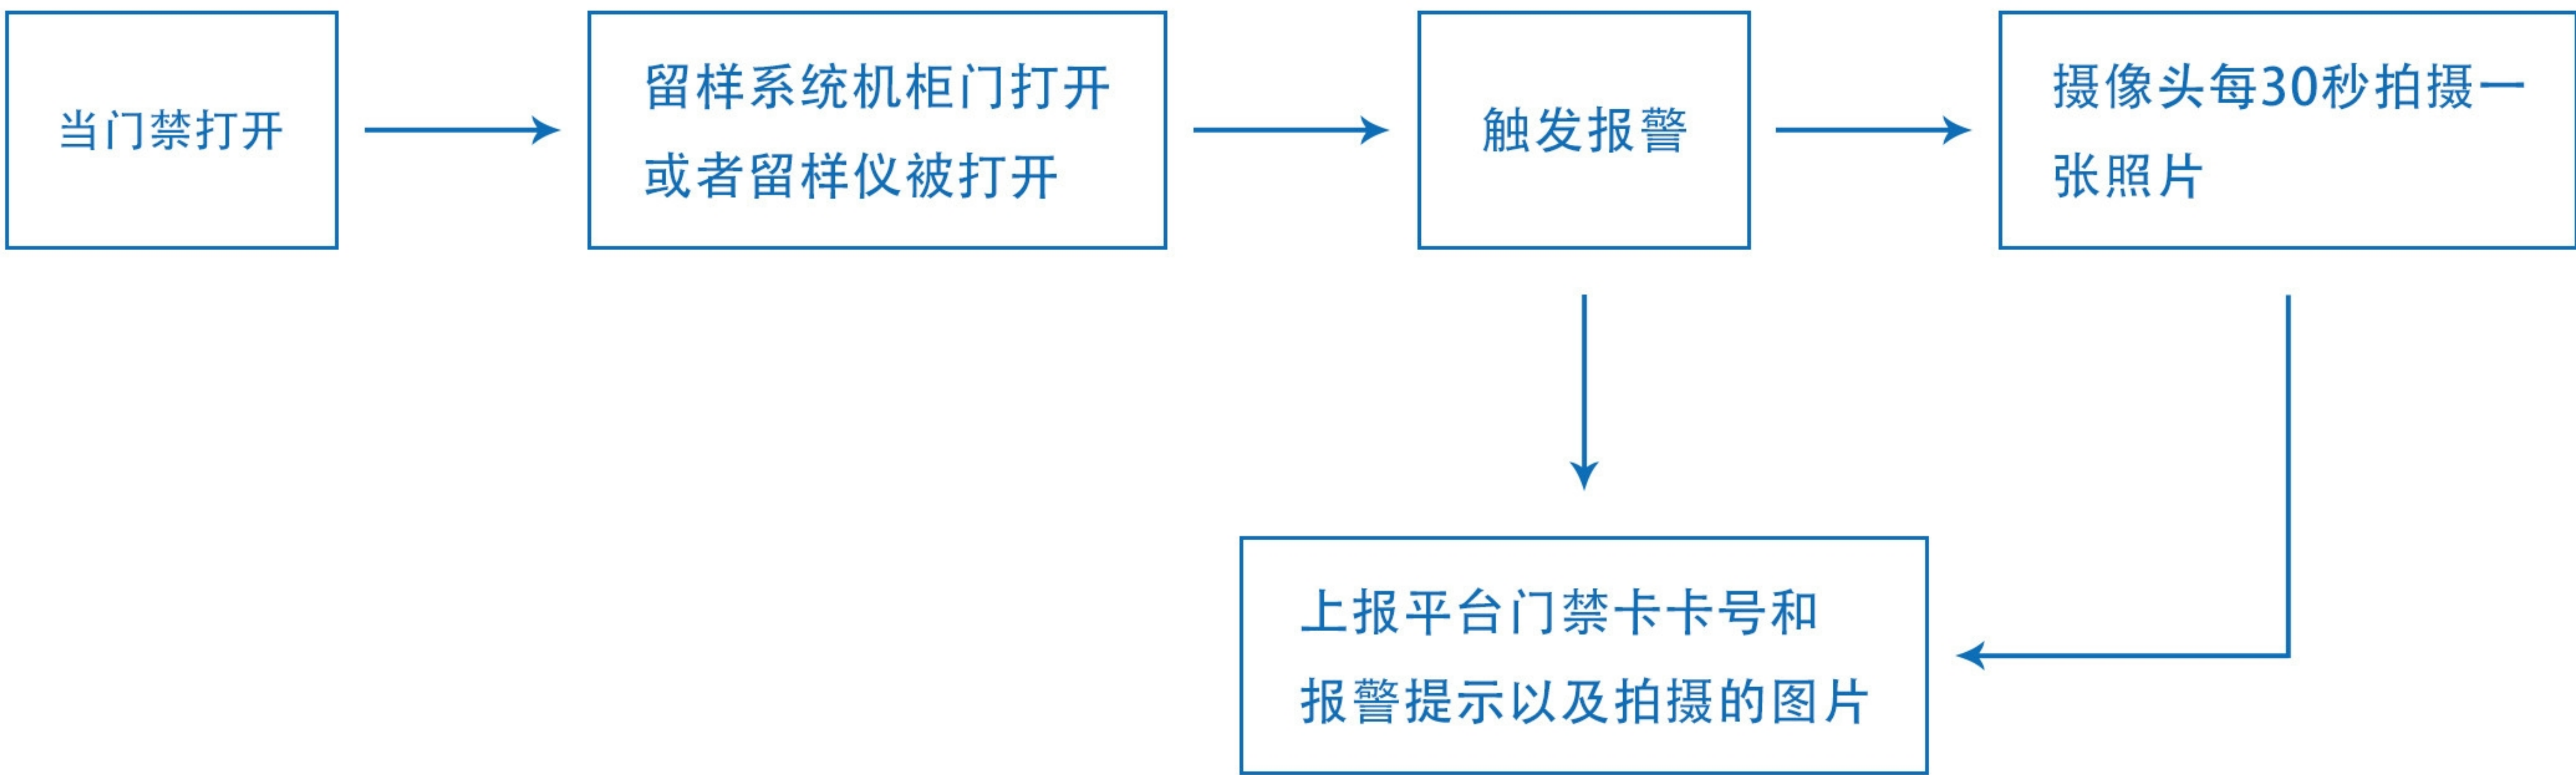 当门禁打开
留样系统机柜门打开
或者留样仪被打开
触发报警
摄像头每30秒拍摄一
张照片
上报平台门禁卡卡号和
报警提示以及拍摄的图片